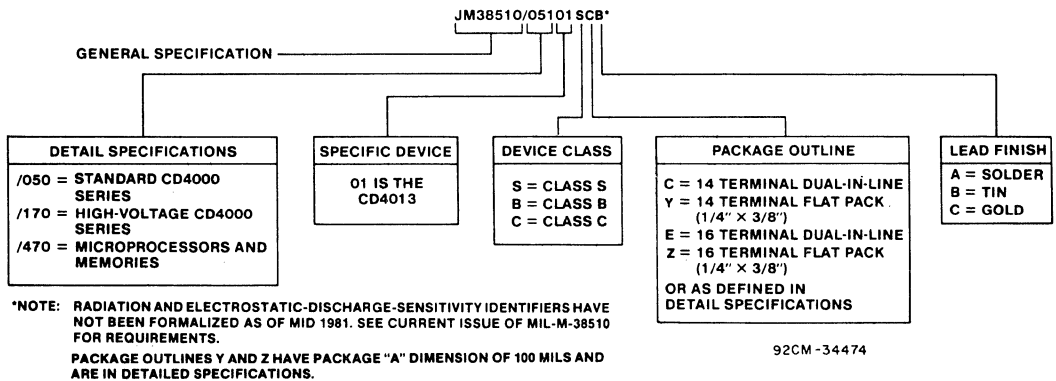 JM38510/05101SCB*
GENERAL SPECIFICATION
DETAIL SPECIFICATIONS
/050 = STANDARD CD4000
SERIES
/170 = HIGH-VOLTAGE CD4000
SERIES
/470 = MICROPROCESSORS AND
MEMORIES
SPECIFIC DEVICE
01 IS THE
CD4013
DEVICE CLASS
S = CLASS S
B = CLASS B
C = CLASS C
PACKAGE OUTLINE
C = 14 TERMINAL DUAL-IN-LINE
Y = 14 TERMINAL FLAT PACK
(1/4" × 3/8")
E = 16 TERMINAL DUAL-IN-LINE
Z = 16 TERMINAL FLAT PACK
(1/4" × 3/8")
OR AS DEFINED IN
DETAIL SPECIFICATIONS
LEAD FINISH
A = SOLDER
B = TIN
C = GOLD
*NOTE: RADIATION AND ELECTROSTATIC-DISCHARGE-SENSITIVITY IDENTIFIERS HAVE
NOT BEEN FORMALIZED AS OF MID 1981. SEE CURRENT ISSUE OF MIL-M-38510
FOR REQUIREMENTS.
PACKAGE OUTLINES Y AND Z HAVE PACKAGE "A" DIMENSION OF 100 MILS AND
ARE IN DETAILED SPECIFICATIONS.
92CM-34474